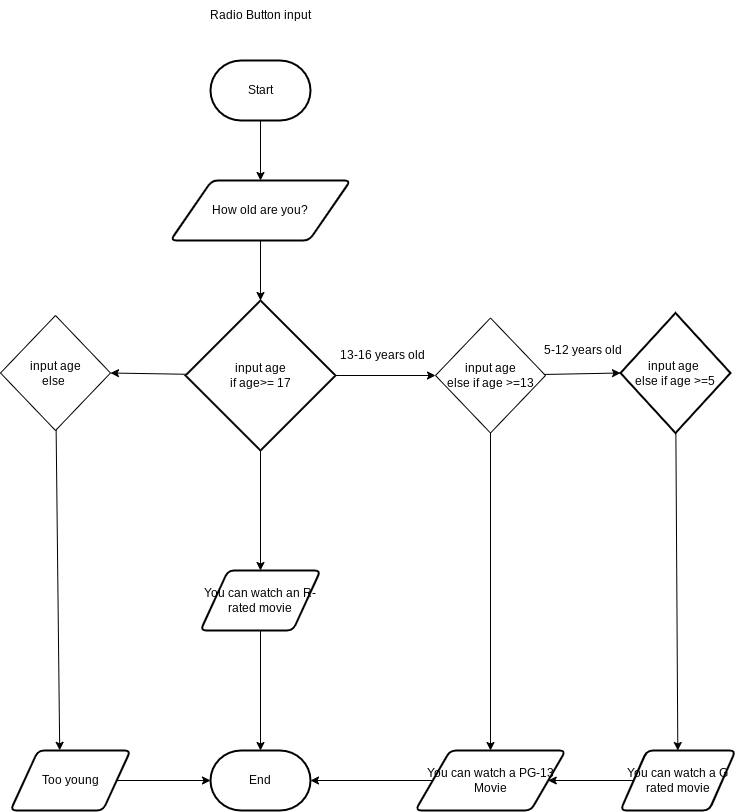 Radio Button input
Start
How old are you?
13-16 years old
5-12 years old
input age
else
input age
if age>= 17
input age
else if age >=13
input age
else if age >=5
You can watch an R-
rated movie
Too young
End
You can watch a PG-13
Movie
You can watch a G
rated movie